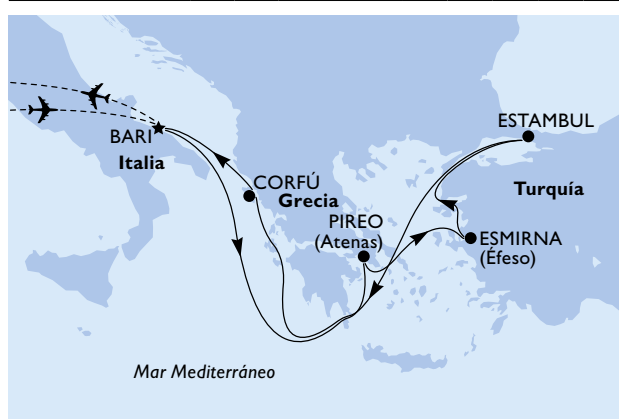 ESTAMBUL
BARI
Italia
CORFÚ
Grecia
Turquía
PIREO
(Atenas)
ESMIRNA
(Éfeso)
Mar Mediterráneo